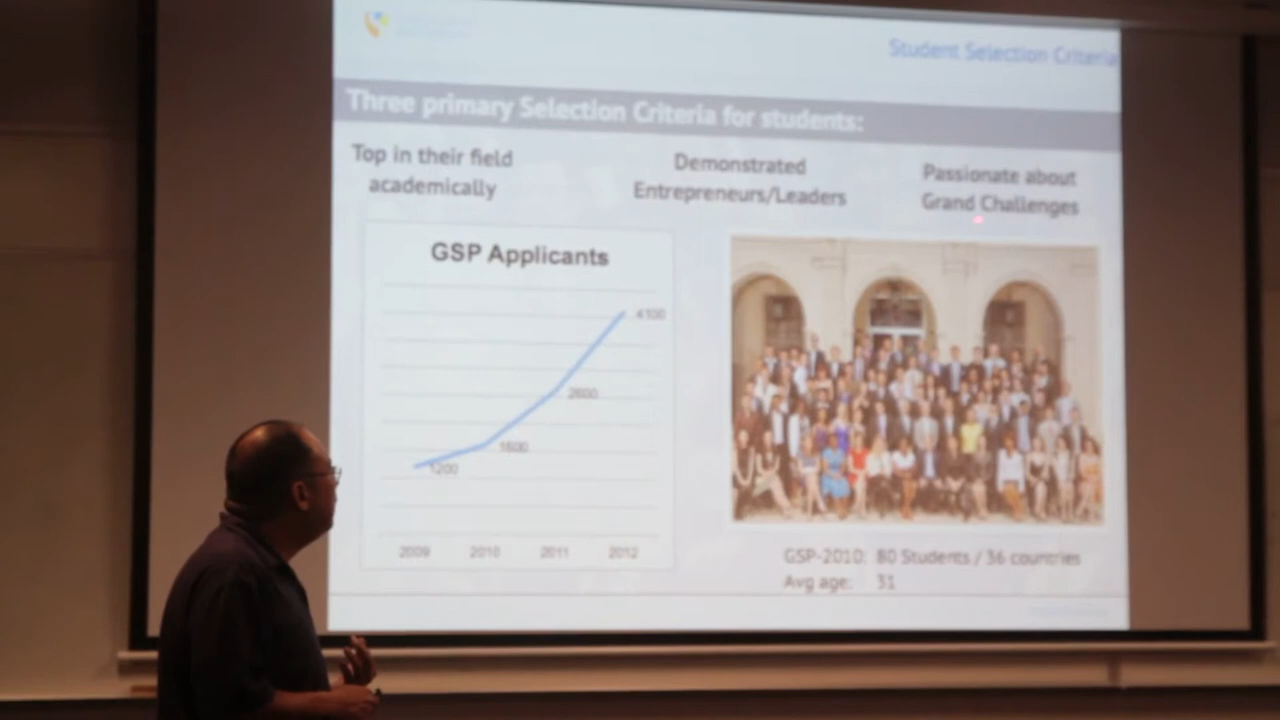 Student Selection Criteria
Three primary Selection Criteria for students:
Top in their field
academically
Demonstrated
Entrepreneurs/Leaders
Passionate about
Grand Challenges
GSP Applicants
4100
2600
1600
1200
2009 2010 2011 2012
GSP-2010: 80 Students / 36 countries
Avg age: 31